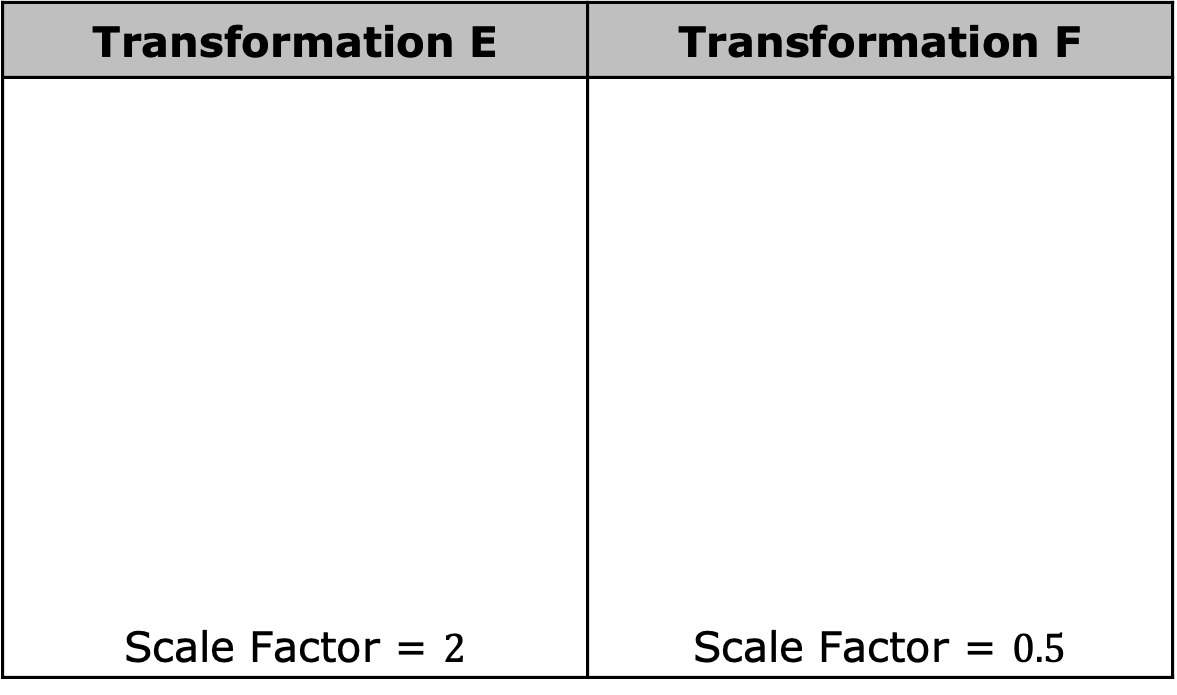 Transformation E
Transformation F
Scale Factor = 2
Scale Factor = 0.5